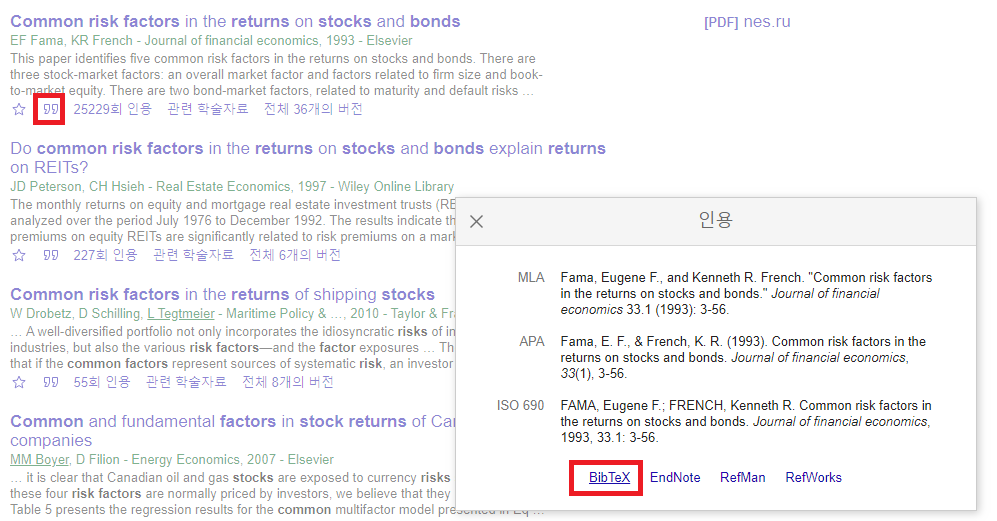 Common risk factors in the returns on stocks and bonds
[PDF] nes.ru
EF Fama, KR French - Journal of financial economics, 1993 - Elsevier
This paper identifies five common risk factors in the returns on stocks and bonds. There are
three stock-market factors: an overall market factor and factors related to firm size and book-
to-market equity. There are two bond-market factors, related to maturity and default risks …
25229회 인용 관련 학술자료 전체 36개의 버전
Do common risk factors in the returns on stocks and bonds explain returns
on REITs?
JD Peterson, CH Hsieh - Real Estate Economics, 1997 - Wiley Online Library
The monthly returns on equity and mortgage real estate investment trusts (RE
analyzed over the period July 1976 to December 1992. The results indicate th
premiums on equity REITs are significantly related to risk premiums on a mark
227회 인용 관련 학술자료 전체 6개의 버전
Common risk factors in the returns of shipping stocks
W Drobetz, D Schilling, L Tegtmeier - Maritime Policy & …, 2010 - Taylor & Fra
… A well-diversified portfolio not only incorporates the idiosyncratic risks of in
industries, but also the various risk factors—and the factor exposures … Th
that if the common factors represent sources of systematic risk, an investor
55회 인용 관련 학술자료 전체 8개의 버전
Common and fundamental factors in stock returns of Ca
companies
MM Boyer, D Filion - Energy Economics, 2007 - Elsevier
… it is clear that Canadian oil and gas stocks are exposed to currency risks
these four risk factors are normally priced by investors, we believe that they
Table 5 presents the regression results for the common multifactor model presented in Eq …
인용
MLA
Fama, Eugene F., and Kenneth R. French. "Common risk factors
in the returns on stocks and bonds." Journal of financial
economics 33.1 (1993): 3-56.
APA
Fama, E. F., & French, K. R. (1993). Common risk factors in the
returns on stocks and bonds. Journal of financial economics,
33(1), 3-56.
ISO 690
FAMA, Eugene F.; FRENCH, Kenneth R. Common risk factors in
the returns on stocks and bonds. Journal of financial economics,
1993, 33.1: 3-56.
BibTeX EndNote RefMan RefWorks